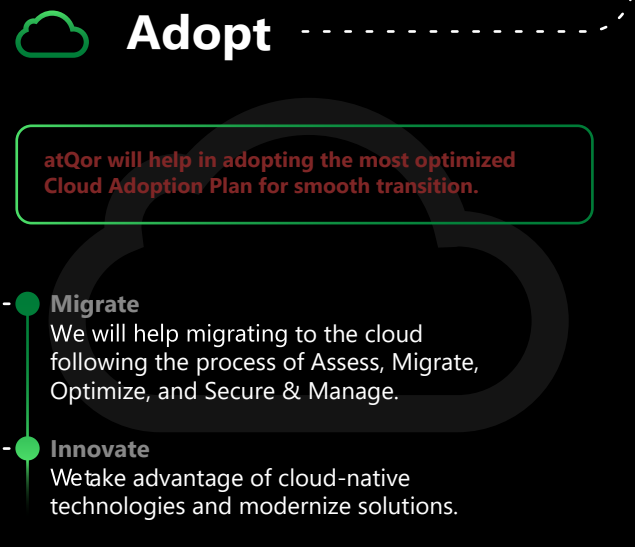 Adopt
atQor will help in adopting the most optimized
Cloud Adoption Plan for smooth transition.
Migrate
We will help migrating to the cloud
following the process of Assess, Migrate,
Optimize, and Secure & Manage.
Innovate
We take advantage of cloud-native
technologies and modernize solutions.